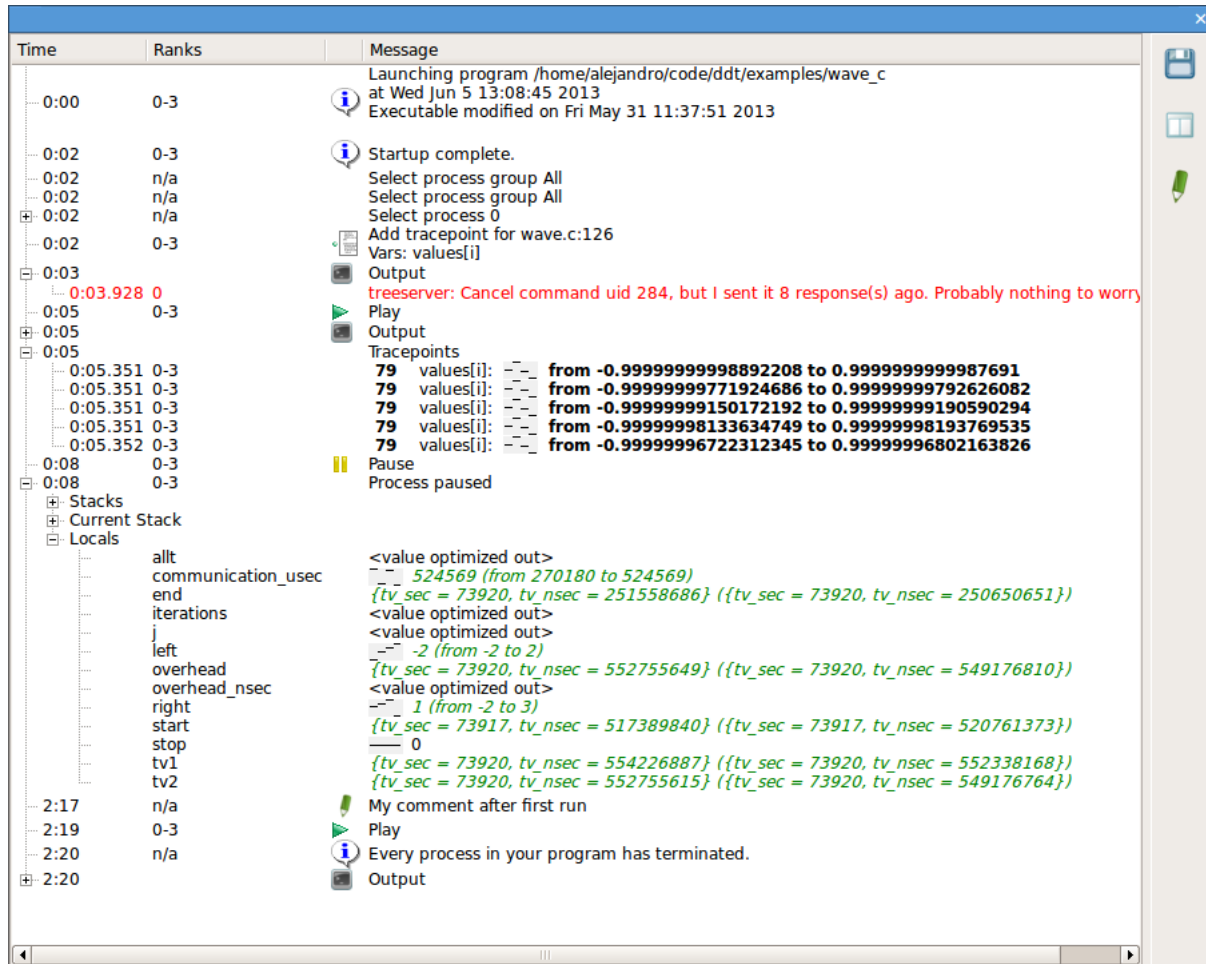 Time Ranks Message
Launching program /home/alejandro/code/ddt/examples/wave_c
0:00 0-3 at Wed Jun 5 13:08:45 2013
Executable modified on Fri May 31 11:37:51 2013
0:02 0-3 Startup complete.
0:02 n/a Select process group All
0:02 n/a Select process group All
0:02 n/a Select process 0
0:02 0-3 Add tracepoint for wave.c:126
Vars: values[i]
0:03 Output
0:03.928 0 treeserver: Cancel command uid 284, but I sent it 8 response(s) ago. Probably nothing to worry
0:05 0-3 Play
0:05 Output
0:05 Tracepoints
0:05.351 0-3 79 values[i]: from -0.99999999998892208 to 0.9999999999987691
0:05.351 0-3 79 values[i]: from -0.99999999771924686 to 0.99999999792626082
0:05.351 0-3 79 values[i]: from -0.99999999150172192 to 0.99999999190590294
0:05.351 0-3 79 values[i]: from -0.99999998133634749 to 0.99999998193769535
0:05.352 0-3 79 values[i]: from -0.99999996722312345 to 0.99999996802163826
0:08 0-3 Pause
0:08 0-3 Process paused
Stacks
Current Stack
Locals
allt <value optimized out>
communication_usec 524569 (from 270180 to 524569)
end {tv_sec = 73920, tv_nsec = 251558686} ({tv_sec = 73920, tv_nsec = 250650651})
iterations <value optimized out>
j <value optimized out>
left -2 (from -2 to 2)
overhead {tv_sec = 73920, tv_nsec = 552755649} ({tv_sec = 73920, tv_nsec = 549176810})
overhead_nsec <value optimized out>
right 1 (from -2 to 3)
start {tv_sec = 73917, tv_nsec = 517389840} ({tv_sec = 73917, tv_nsec = 520761373})
stop 0
tv1 {tv_sec = 73920, tv_nsec = 554226887} ({tv_sec = 73920, tv_nsec = 552338168})
tv2 {tv_sec = 73920, tv_nsec = 552755615} ({tv_sec = 73920, tv_nsec = 549176764})
2:17 n/a My comment after first run
2:19 0-3 Play
2:20 n/a Every process in your program has terminated.
2:20 Output